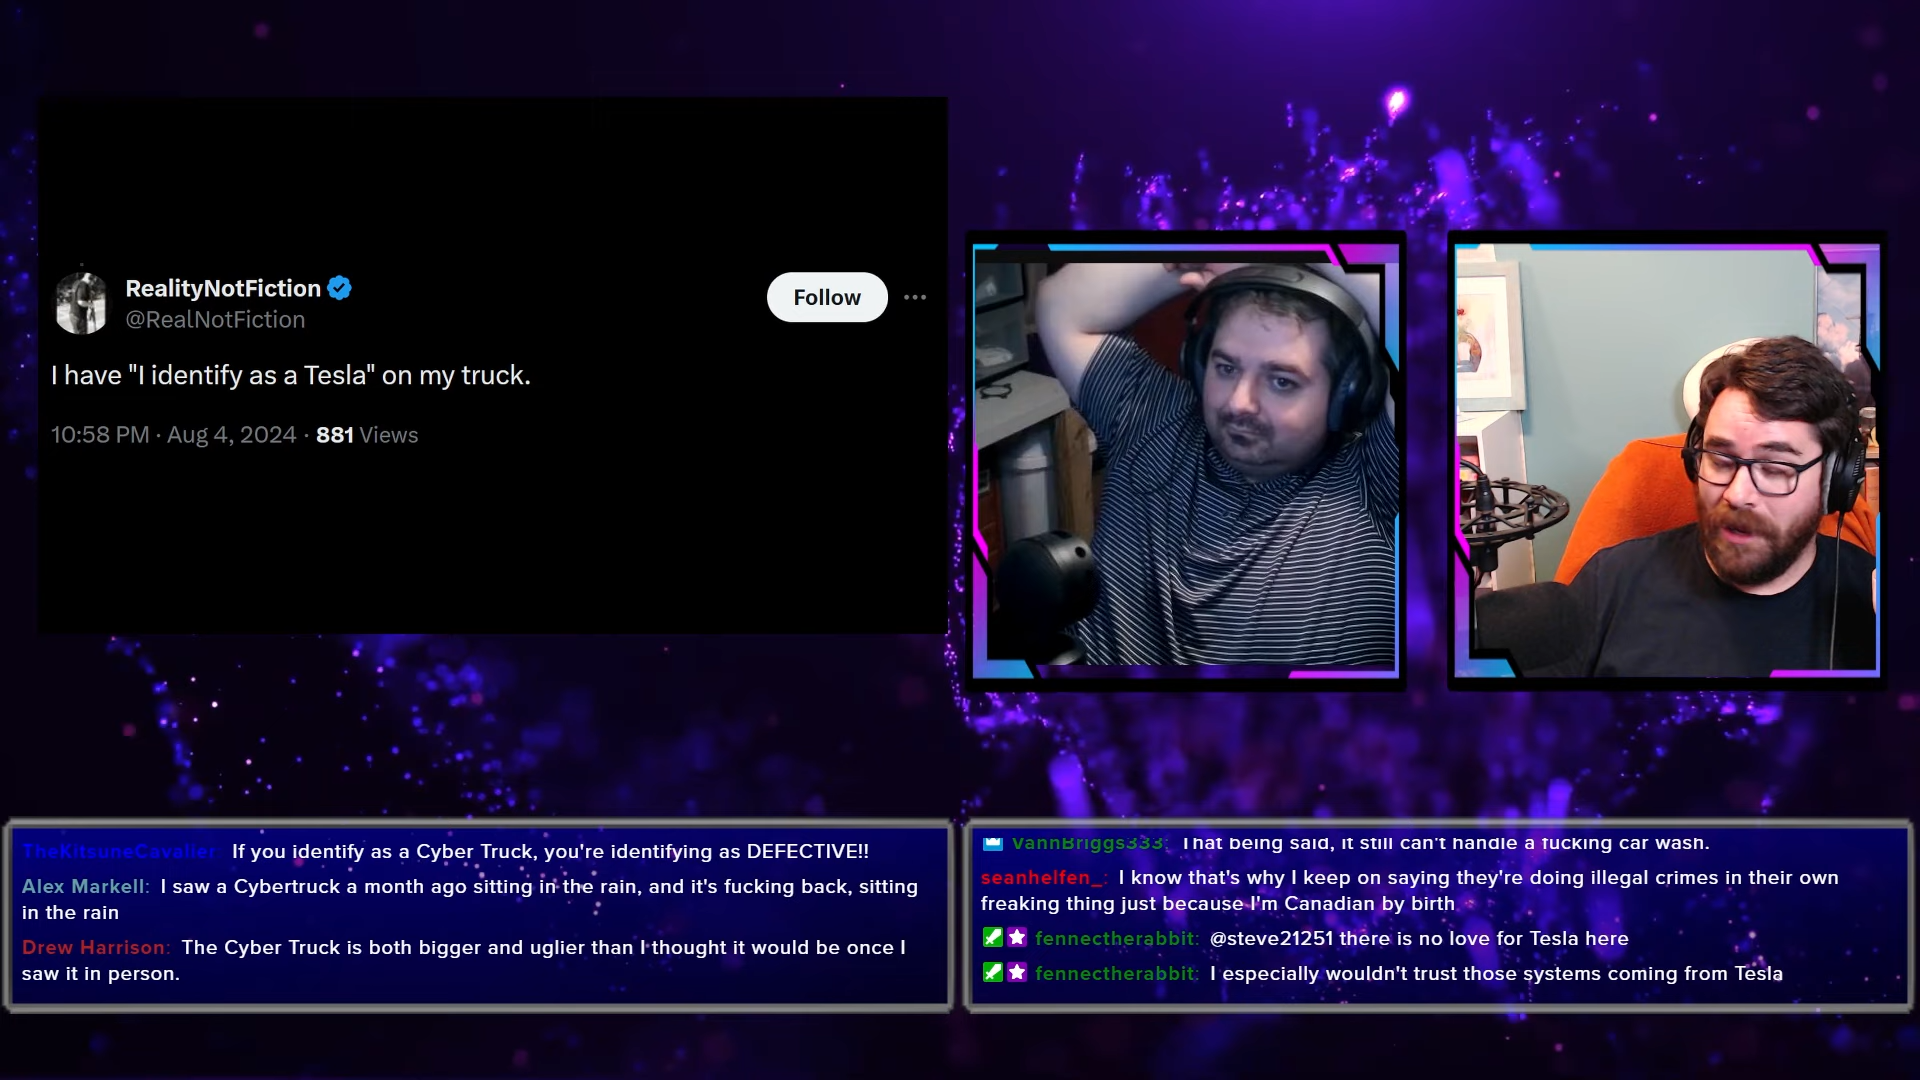 RealityNotFiction
@RealNotFiction
Follow
I have "I identify as a Tesla" on my truck.
10:58 PM · Aug 4, 2024 · 881 Views
TheKitsuneCavalier: If you identify as a Cyber Truck, you're identifying as DEFECTIVE!!
Alex Markell: I saw a Cybertruck a month ago sitting in the rain, and it's fucking back, sitting
in the rain
Drew Harrison: The Cyber Truck is both bigger and uglier than I thought it would be once I
saw it in person.
VannBriggs333: That being said, it still can't handle a fucking car wash.
seanhelfen_: I know that's why I keep on saying they're doing illegal crimes in their own
freaking thing just because I'm Canadian by birth
fennectherabbit: @steve21251 there is no love for Tesla here
fennectherabbit: I especially wouldn't trust those systems coming from Tesla